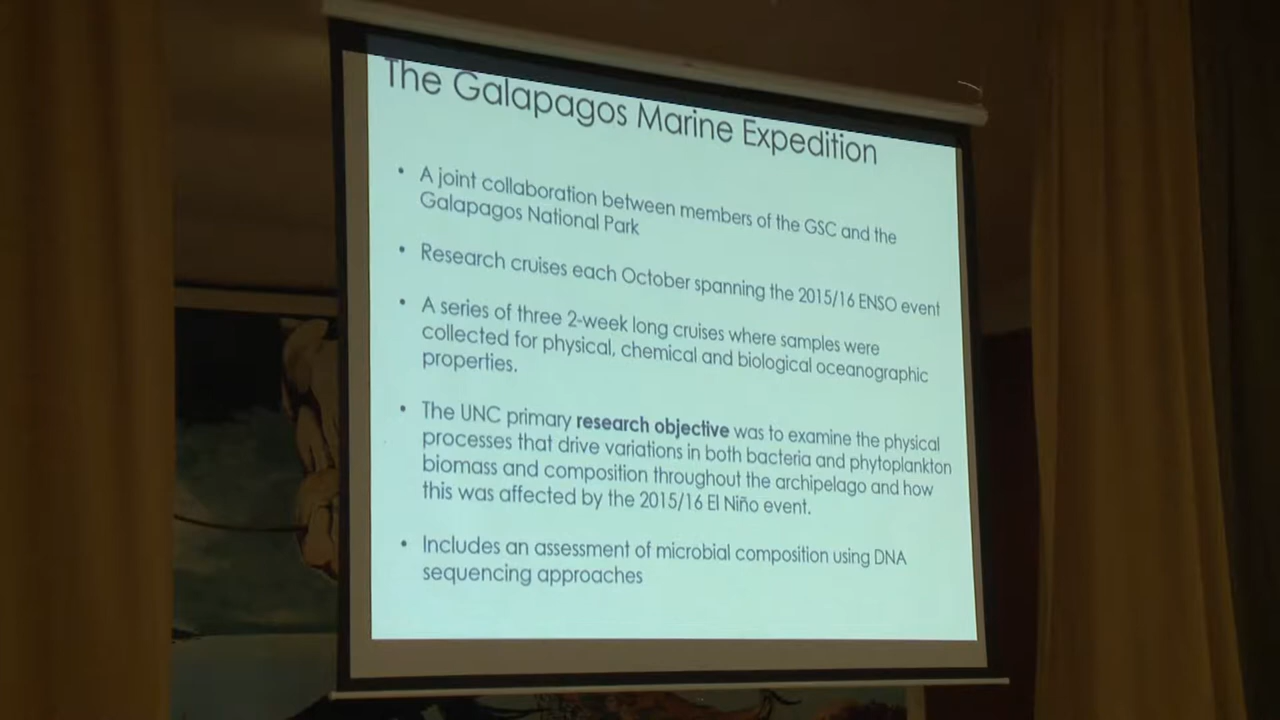 The Galapagos Marine Expedition
• A joint collaboration between members of the GSC and the
Galapagos National Park
• Research cruises each October spanning the 2015/16 ENSO event
• A series of three 2-week long cruises where samples were
collected for physical, chemical and biological oceanographic
properties.
• The UNC primary research objective was to examine the physical
processes that drive variations in both bacteria and phytoplankton
biomass and composition throughout the archipelago and how
this was affected by the 2015/16 El Niño event.
• Includes an assessment of microbial composition using DNA
sequencing approaches